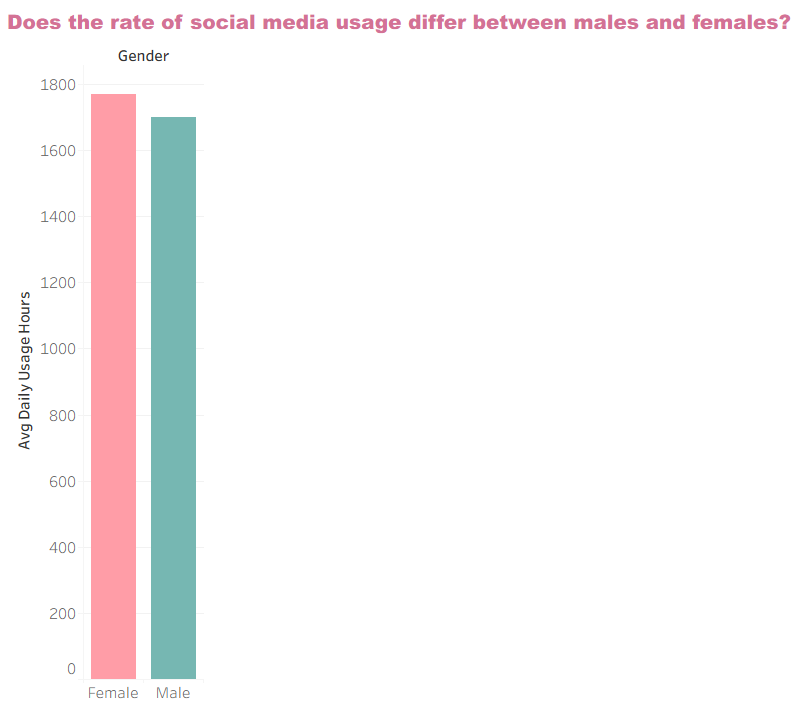 Does the rate of social media usage differ between males and females?
Gender
1800
1600
1400
1200
1000
800
600
400
200
0
Avg Daily Usage Hours
Female Male